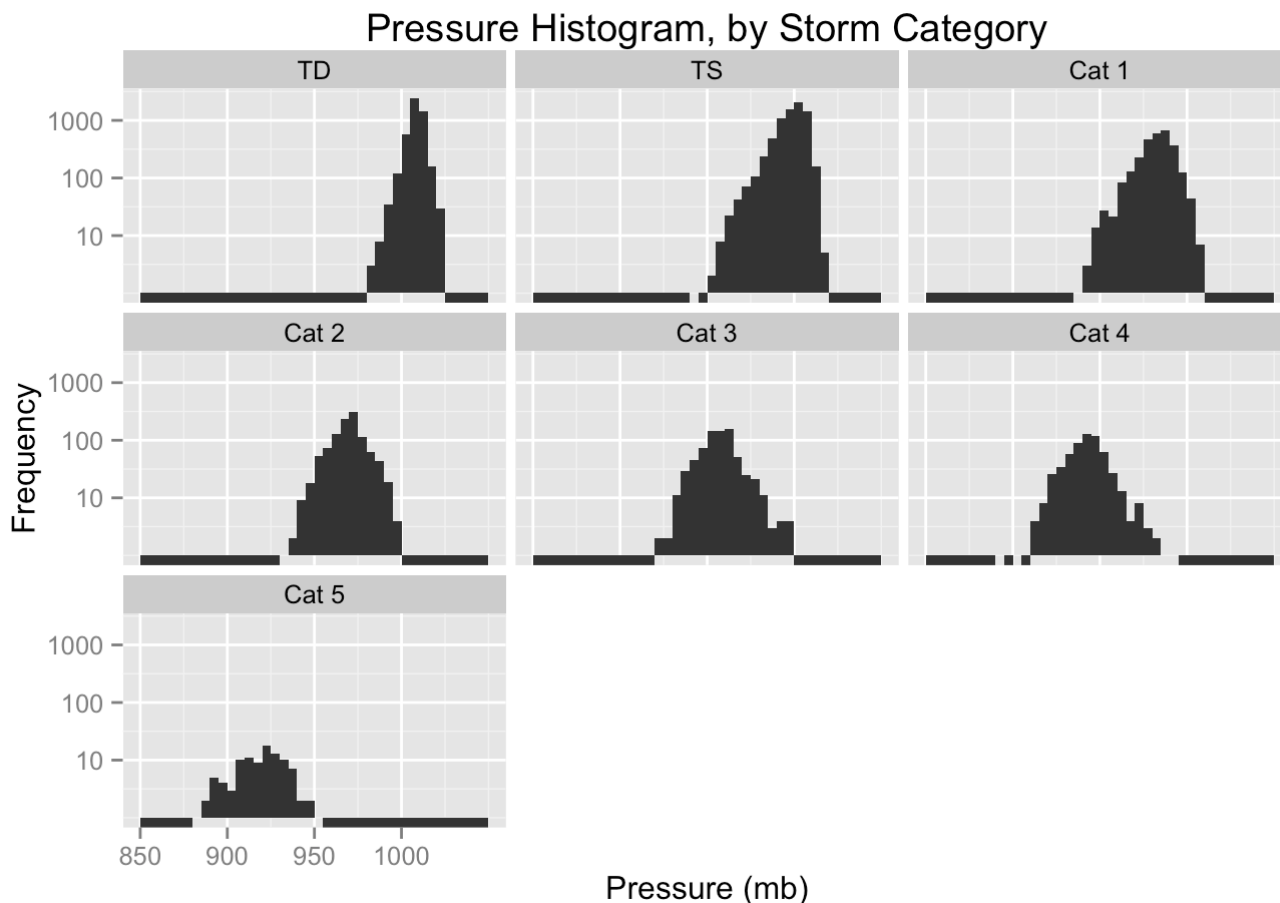 Pressure Histogram, by Storm Category
TD TS Cat 1
1000
100
10
Cat 2 Cat 3 Cat 4
1000
100
10
Cat 5
1000
100
10
850 900 950 1000
Frequency
Pressure (mb)